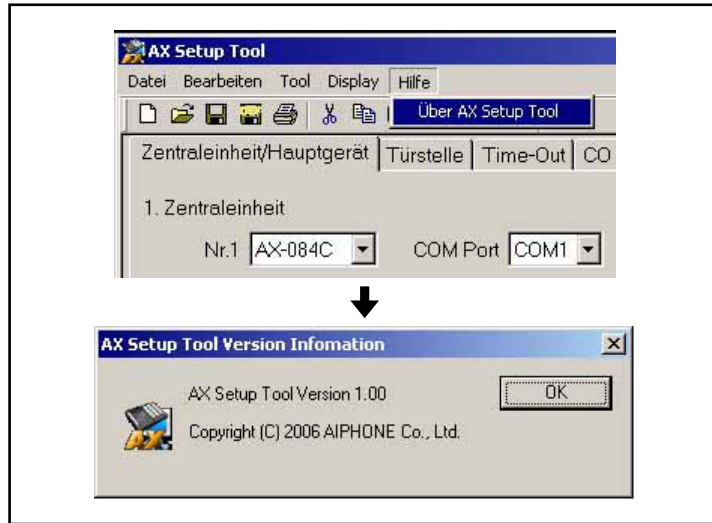 AX Setup Tool
Datei Bearbeiten Tool Display Hilfe
Über AX Setup Tool
Zentraleinheit/Hauptgerät Türstelle Time-Out CO
1. Zentraleinheit
Nr.1 AX-084C COM Port COM1
AX Setup Tool Version Infomation
AX Setup Tool Version 1.00 OK
Copyright (C) 2006 AIPHONE Co., Ltd.
AX